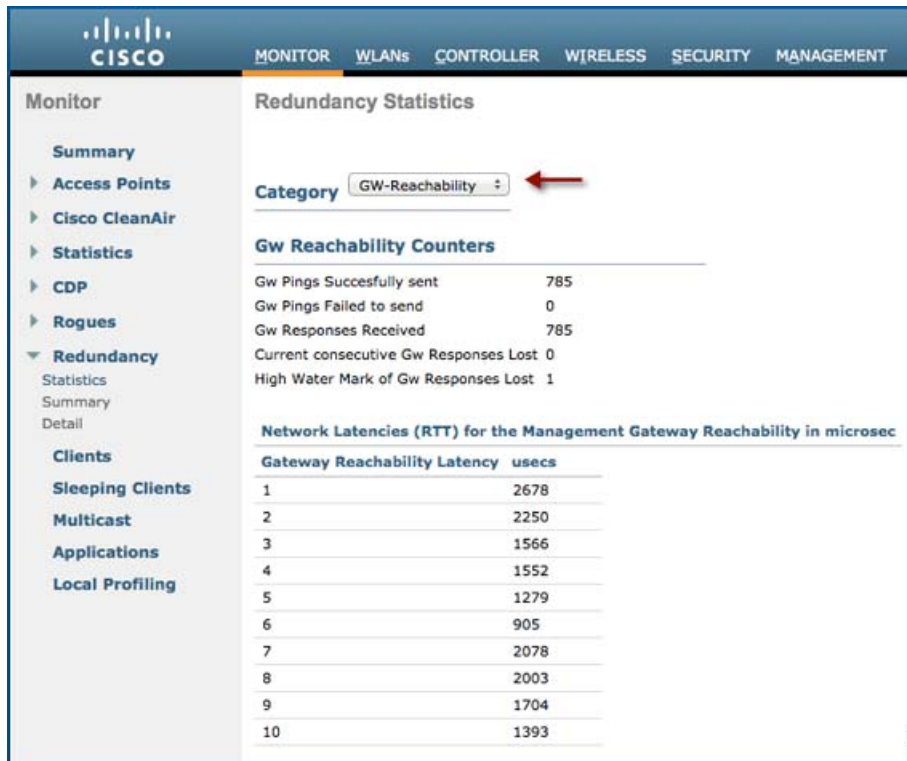 CISCO
MONITOR WLANs CONTROLLER WIRELESS SECURITY MANAGEMENT
Monitor
Summary
Access Points
Cisco CleanAir
Statistics
CDP
Rogues
Redundancy
Statistics
Summary
Detail
Clients
Sleeping Clients
Multicast
Applications
Local Profiling
Redundancy Statistics
Category GW-Reachability
Gw Reachability Counters
Gw Pings Succesfully sent 785
Gw Pings Failed to send 0
Gw Responses Received 785
Current consecutive Gw Responses Lost 0
High Water Mark of Gw Responses Lost 1
Network Latencies (RTT) for the Management Gateway Reachability in microsec
Gateway Reachability Latency usecs
1 2678
2 2250
3 1566
4 1552
5 1279
6 905
7 2078
8 2003
9 1704
10 1393